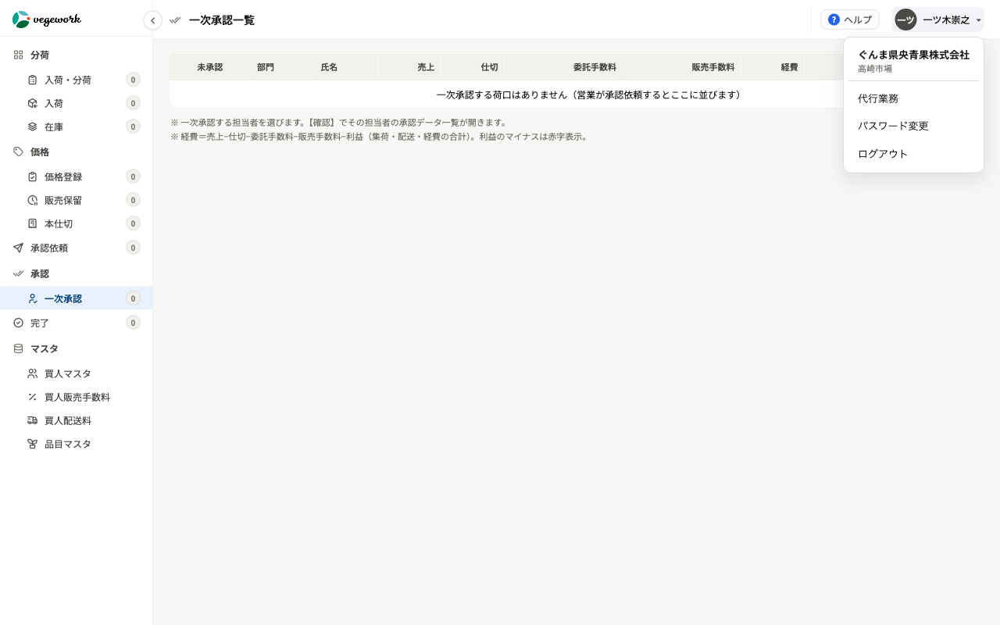 vegework
一次承認一覧
? ヘルプ
一ツ 一ツ木崇之
ぐんま県央青果株式会社
高崎市場
代行業務
パスワード変更
ログアウト
分荷
入荷・分荷 0
入荷 0
在庫 0
価格
価格登録 0
販売保留 0
本仕切 0
承認依頼 0
承認
一次承認 0
完了 0
マスタ
買人マスタ
買人販売手数料
買人配送料
品目マスタ
未承認 部門 氏名 売上 仕切 委託手数料 販売手数料 経費
一次承認する荷口はありません（営業が承認依頼するとここに並びます）
※ 一次承認する担当者を選びます。【確認】でその担当者の承認データ一覧が開きます。
※ 経費＝売上−仕切−委託手数料−販売手数料−利益（集荷・配送・経費の合計）。利益のマイナスは赤字表示。